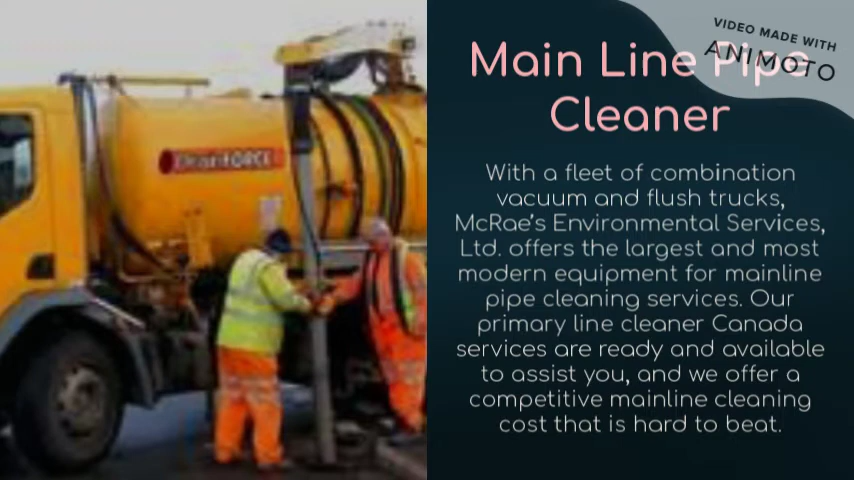 VIDEO MADE WITH
ANIMOTO
Main Line Pipe
Cleaner
With a fleet of combination
vacuum and flush trucks,
McRae's Environmental Services,
Ltd. offers the largest and most
modern equipment for mainline
pipe cleaning services. Our
primary line cleaner Canada
services are ready and available
to assist you, and we offer a
competitive mainline cleaning
cost that is hard to beat.